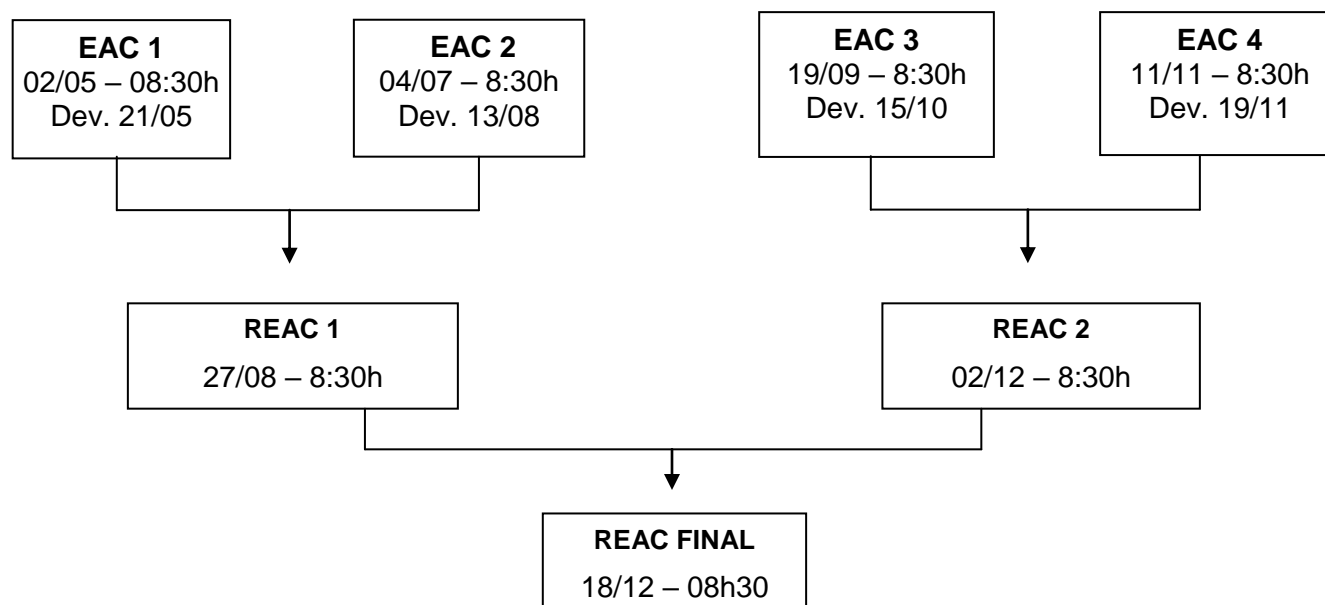 EAC 1
02/05 – 08:30h
Dev. 21/05
EAC 2
04/07 – 8:30h
Dev. 13/08
EAC 3
19/09 – 8:30h
Dev. 15/10
EAC 4
11/11 – 8:30h
Dev. 19/11
REAC 1
27/08 – 8:30h
REAC 2
02/12 – 8:30h
REAC FINAL
18/12 – 08h30